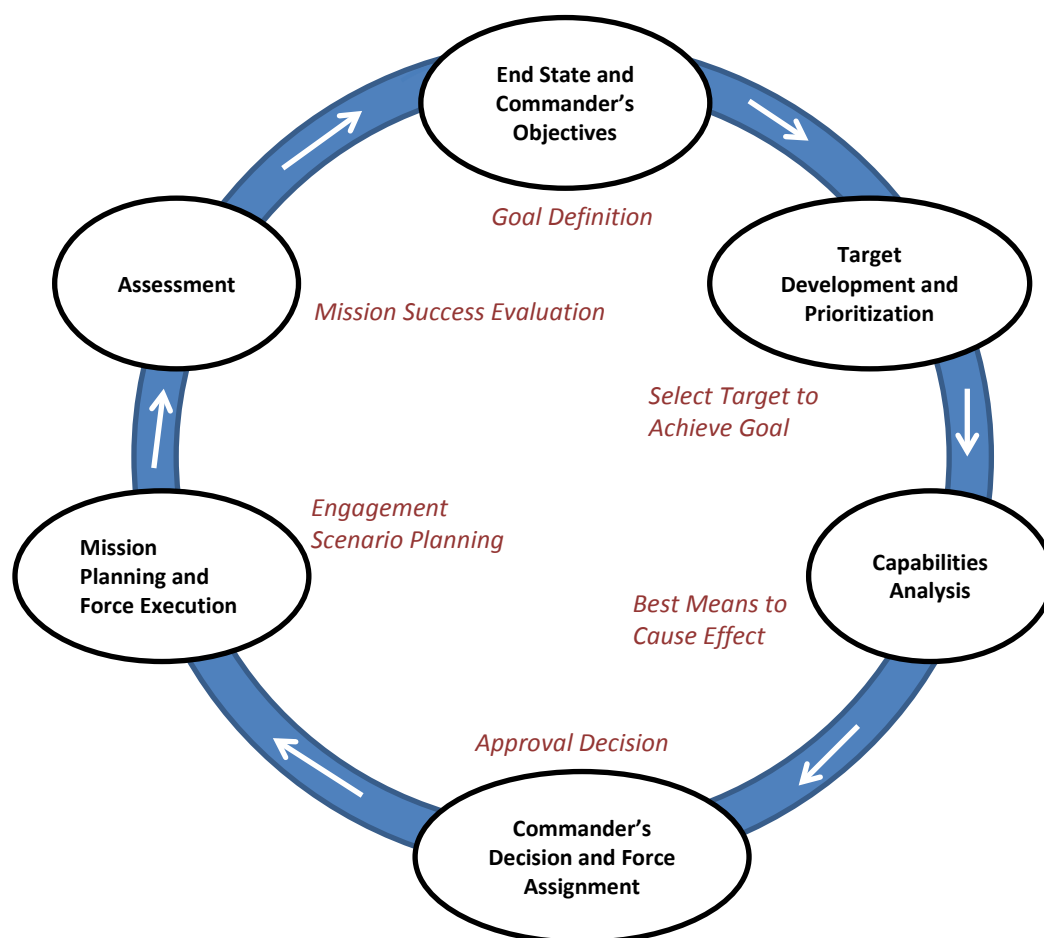 End State and
Commander’s
Objectives
Goal Definition
Target
Development and
Prioritization
Select Target to
Achieve Goal
Capabilities
Analysis
Best Means to
Cause Effect
Commander’s
Decision and Force
Assignment
Approval Decision
Mission
Planning and
Force Execution
Engagement
Scenario Planning
Assessment
Mission Success Evaluation